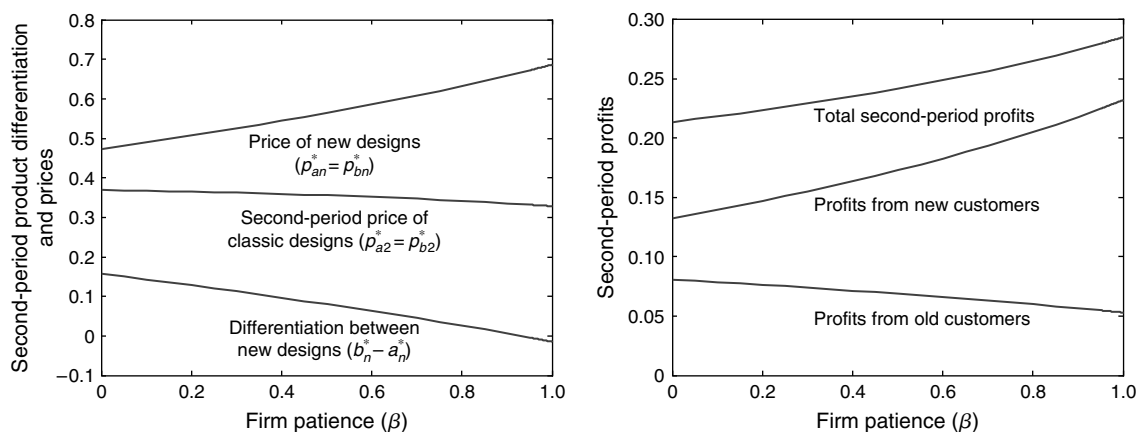 Second-period product differentiation
and prices
0.8
0.7
0.6
0.5
0.4
0.3
0.2
0.1
0
−0.1
Price of new designs
(p*an = p*bn)
Second-period price of
classic designs (p*a2 = p*b2)
Differentiation between
new designs (b*n − a*n)
0
0.2
0.4
0.6
0.8
1.0
Firm patience (β)
Second-period profits
0.30
0.25
0.20
0.15
0.10
0.05
0
Total second-period profits
Profits from new customers
Profits from old customers
0
0.2
0.4
0.6
0.8
1.0
Firm patience (β)